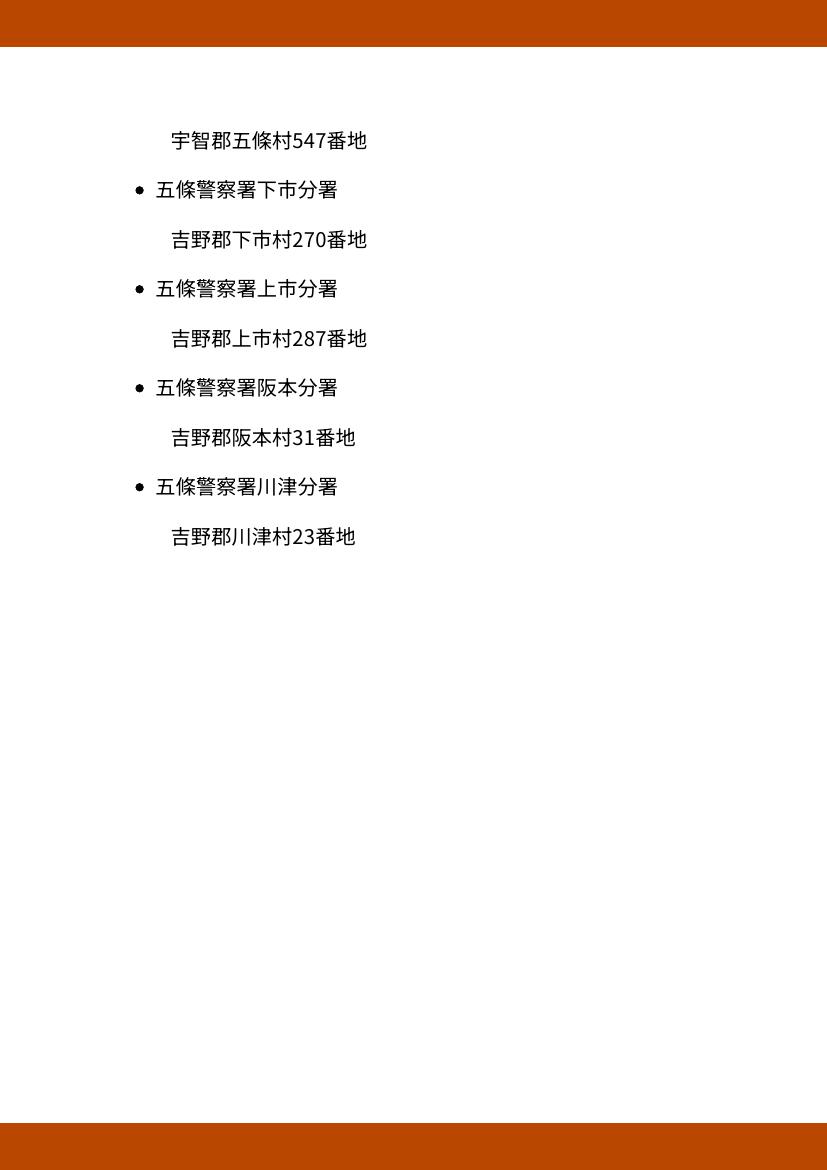 宇智郡五條村547番地
• 五條警察署下市分署
吉野郡下市村270番地
• 五條警察署上市分署
吉野郡上市村287番地
• 五條警察署阪本分署
吉野郡阪本村31番地
• 五條警察署川津分署
吉野郡川津村23番地